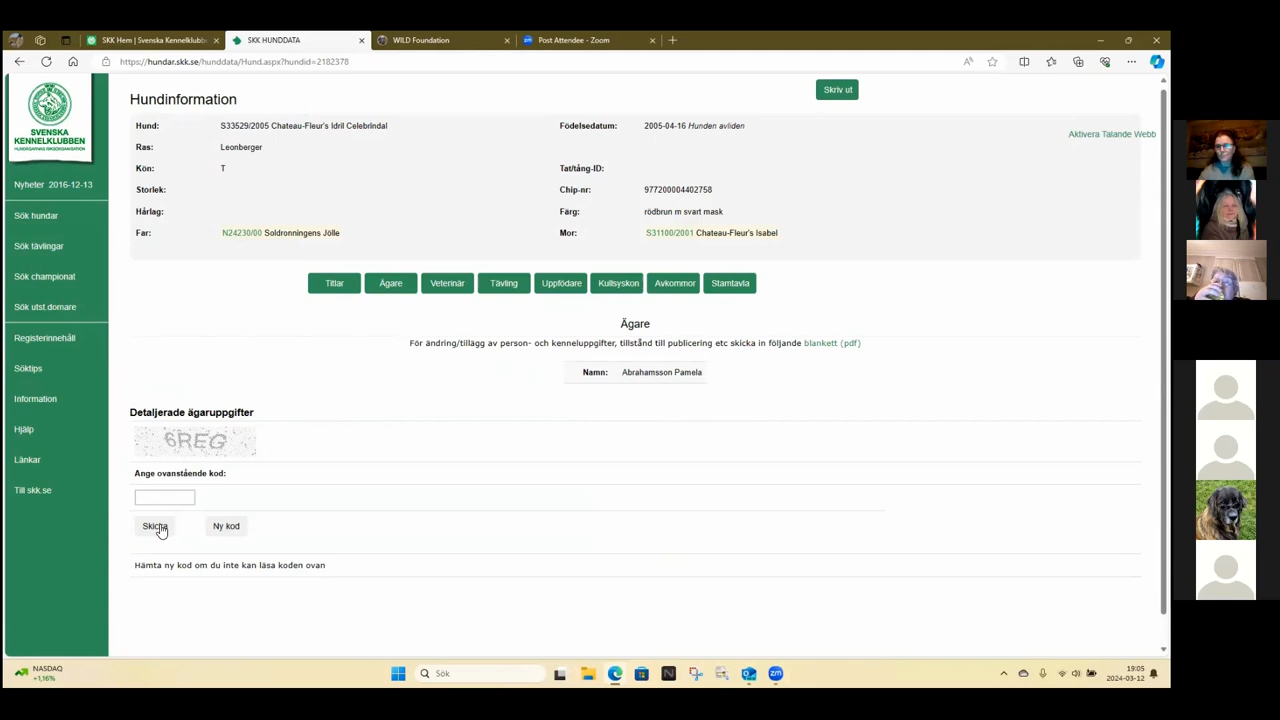 SKK Hem | Svenska Kennelklubbe
SKK HUNDDATA
WILD Foundation
Post Attendee - Zoom
https://hundar.skk.se/hunddata/Hund.aspx?hundid=2182378
SVENSKA
KENNELKLUBBEN
HUNDÄGARNAS RIKSORGANISATION
Nyheter 2016-12-13
Sök hundar
Sök tävlingar
Sök championat
Sök utst.domare
Registerinnehåll
Söktips
Information
Hjälp
Länkar
Till skk.se
Skriv ut
Aktivera Talande Webb
Hundinformation
Hund: S33529/2005 Chateau-Fleur's Idril Celebrindal Födelsedatum: 2005-04-16 Hunden avliden
Ras: Leonberger
Kön: T Tat/tång-ID:
Storlek: Chip-nr: 977200004402758
Hårlag: Färg: rödbrun m svart mask
Far: N24230/00 Soldronningens Jölle Mor: S31100/2001 Chateau-Fleur's Isabel
Titlar Ägare Veterinär Tävling Uppfödare Kullsyskon Avkommor Stamtavla
Ägare
För ändring/tillägg av person- och kenneluppgifter, tillstånd till publicering etc skicka in följande blankett (pdf)
Namn: Abrahamsson Pamela
Detaljerade ägaruppgifter
6REG
Ange ovanstående kod:
Skicka Ny kod
Hämta ny kod om du inte kan läsa koden ovan
NASDAQ
+1,16%
Sök
19:05
2024-03-12